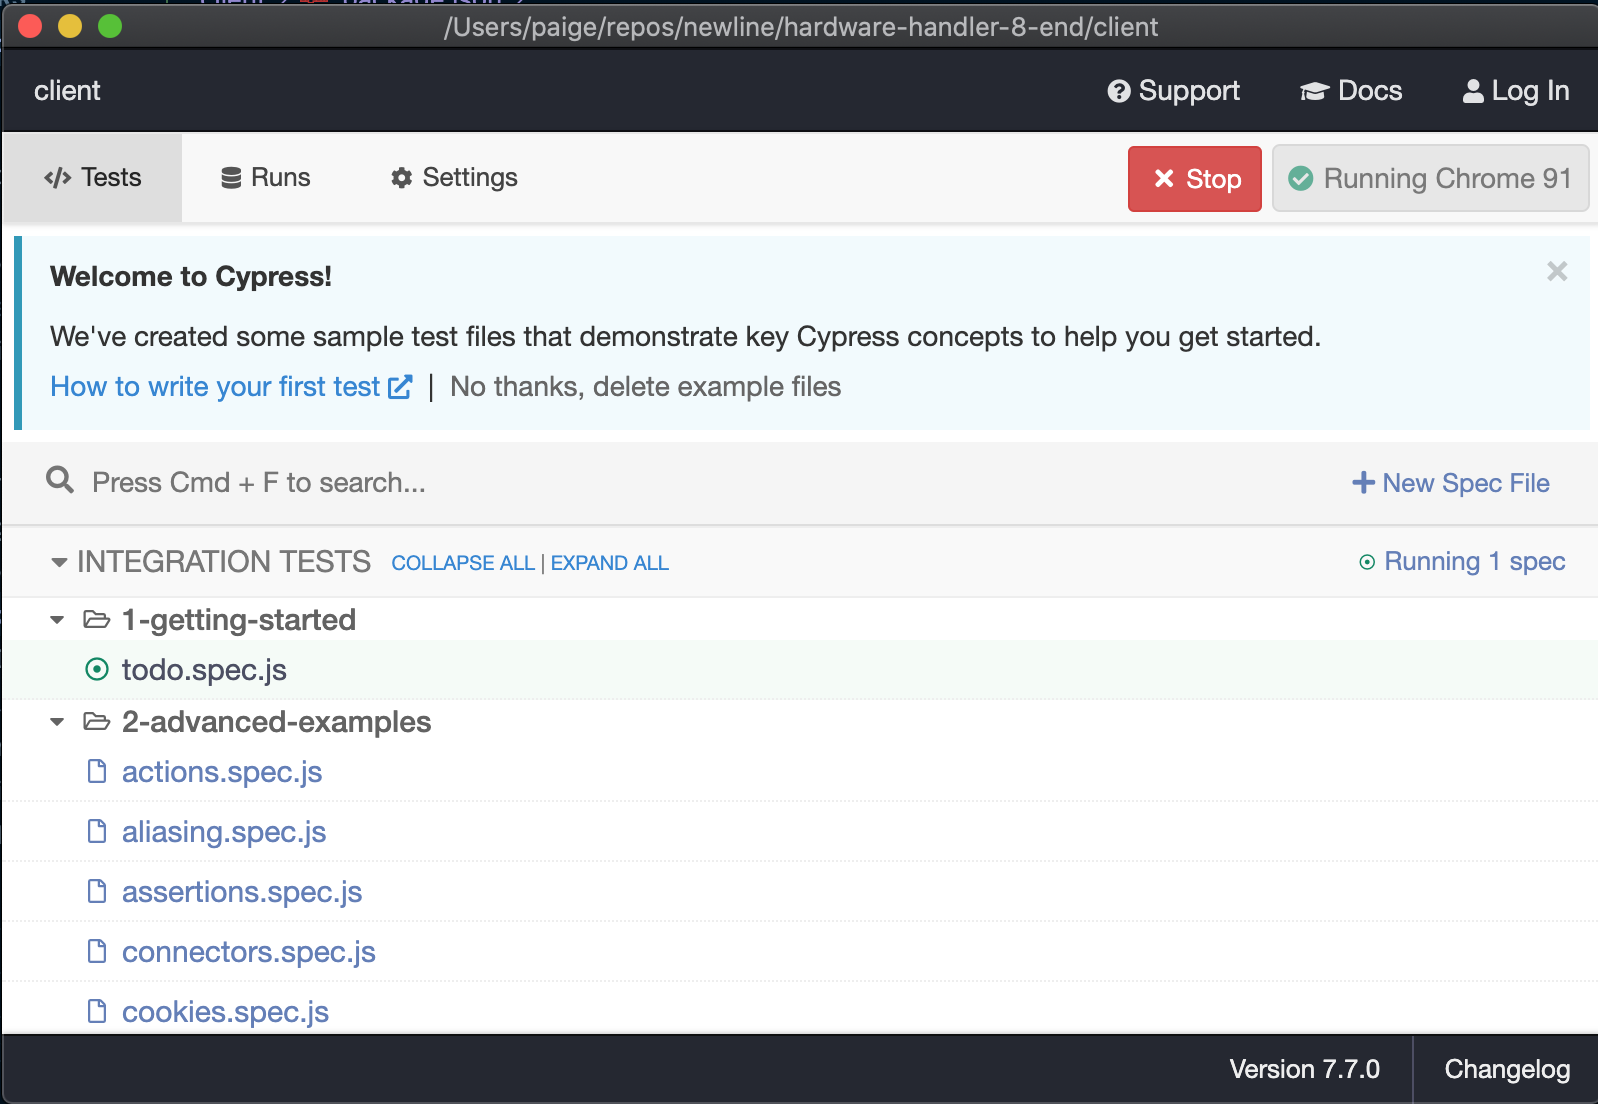 /Users/paige/repos/newline/hardware-handler-8-end/client
client Support Docs Log In
Tests Runs Settings Stop Running Chrome 91
Welcome to Cypress!
We've created some sample test files that demonstrate key Cypress concepts to help you get started.
How to write your first test | No thanks, delete example files
Press Cmd + F to search... New Spec File
INTEGRATION TESTS COLLAPSE ALL | EXPAND ALL Running 1 spec
1-getting-started
todo.spec.js
2-advanced-examples
actions.spec.js
aliasing.spec.js
assertions.spec.js
connectors.spec.js
cookies.spec.js
Version 7.7.0 Changelog